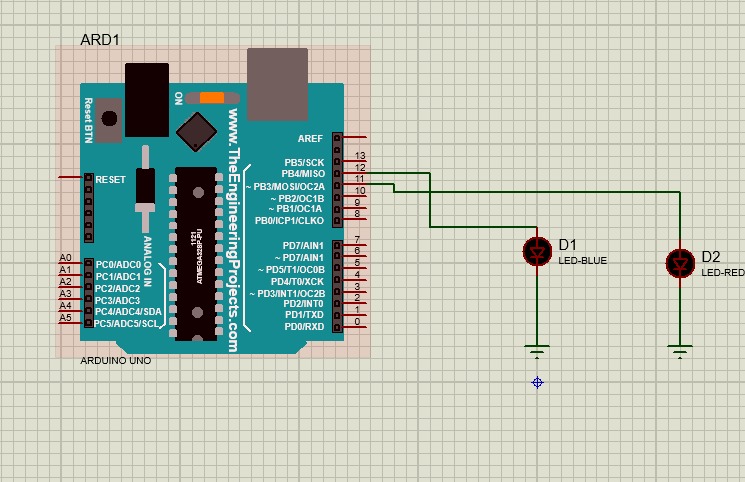 ARD1
Reset BTN
ON
www.TheEngineeringProjects.com
RESET
ANALOG IN
1121
ATMEGA328P-PU
A0 PC0/ADC0
A1 PC1/ADC1
A2 PC2/ADC2
A3 PC3/ADC3
A4 PC4/ADC4/SDA
A5 PC5/ADC5/SCL
AREF
PB5/SCK 13
PB4/MISO 12
~ PB3/MOSI/OC2A 11
~ PB2/OC1B 10
~ PB1/OC1A 9
PB0/ICP1/CLKO 8
PD7/AIN1 7
~ PD7/AIN1 6
~ PD5/T1/OC0B 5
PD4/T0/XCK 4
~ PD3/INT1/OC2B 3
PD2/INT0 2
PD1/TXD 1
PD0/RXD 0
ARDUINO UNO
D1
LED-BLUE
D2
LED-RED